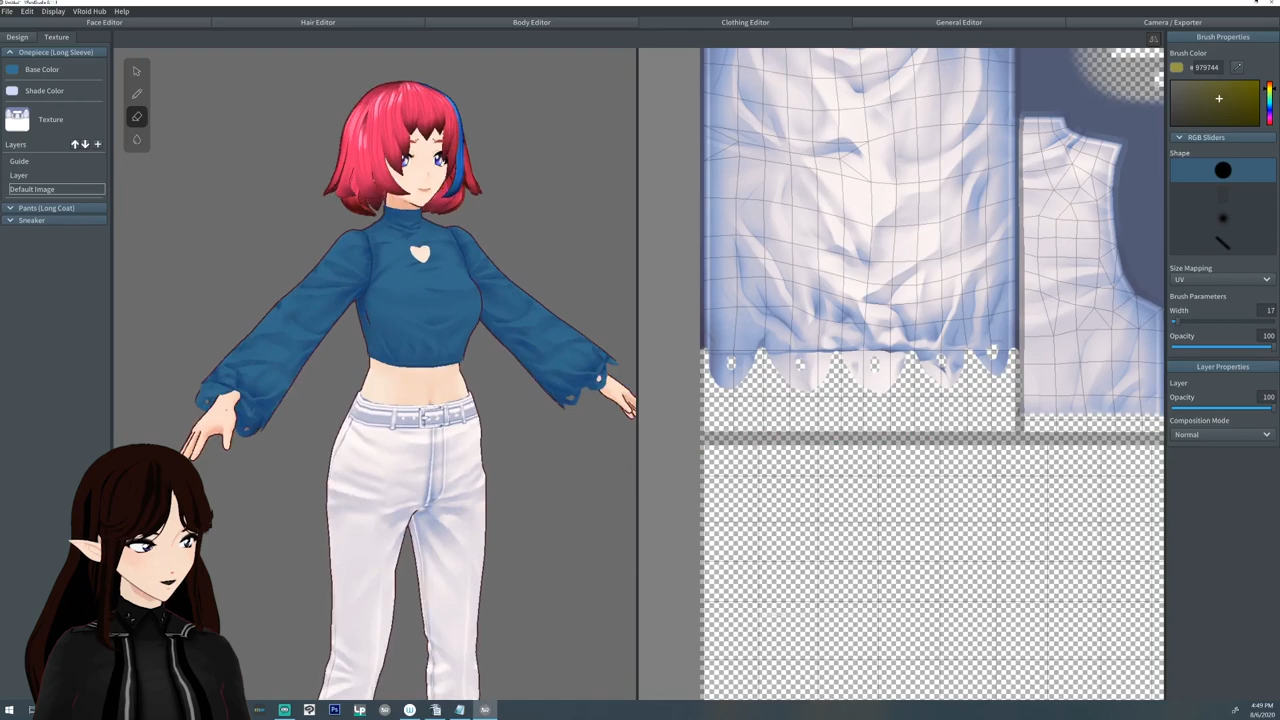 File Edit Display VRoid Hub Help
Face Editor Hair Editor Body Editor Clothing Editor General Editor Camera / Exporter
Design Texture
Onepiece (Long Sleeve)
Base Color
Shade Color
Texture
Layers
Guide
Layer
Default Image
Pants (Long Coat)
Sneaker
Brush Properties
Brush Color
# 979744
RGB Sliders
Shape
Size Mapping
UV
Brush Parameters
Width 17
Opacity 100
Layer Properties
Layer
Opacity 100
Composition Mode
Normal
Ps
Lp
4:49 PM
8/6/2020